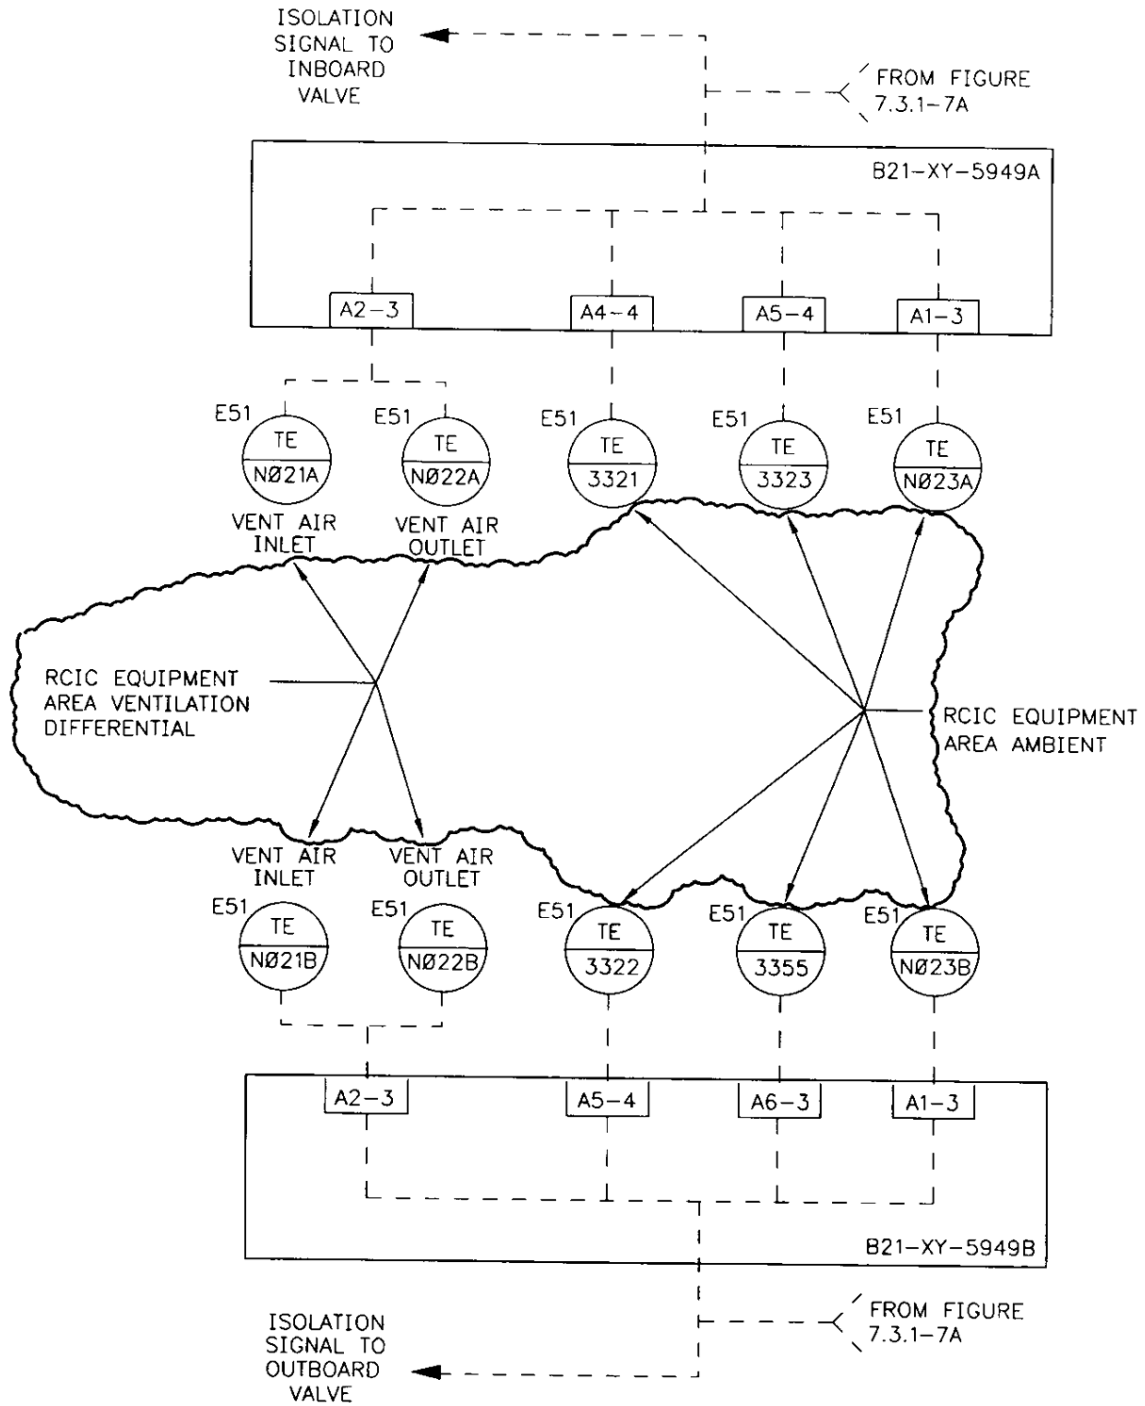 ISOLATION
SIGNAL TO
INBOARD
VALVE
FROM FIGURE
7.3.1-7A
B21-XY-5949A
A2-3
A4-4
A5-4
A1-3
E51
TE
NØ21A
E51
TE
NØ22A
E51
TE
3321
E51
TE
3323
E51
TE
NØ23A
VENT AIR
INLET
VENT AIR
OUTLET
RCIC EQUIPMENT
AREA VENTILATION
DIFFERENTIAL
RCIC EQUIPMENT
AREA AMBIENT
VENT AIR
INLET
VENT AIR
OUTLET
E51
TE
NØ21B
E51
TE
NØ22B
E51
TE
3322
E51
TE
3355
E51
TE
NØ23B
A2-3
A5-4
A6-3
A1-3
B21-XY-5949B
FROM FIGURE
7.3.1-7A
ISOLATION
SIGNAL TO
OUTBOARD
VALVE